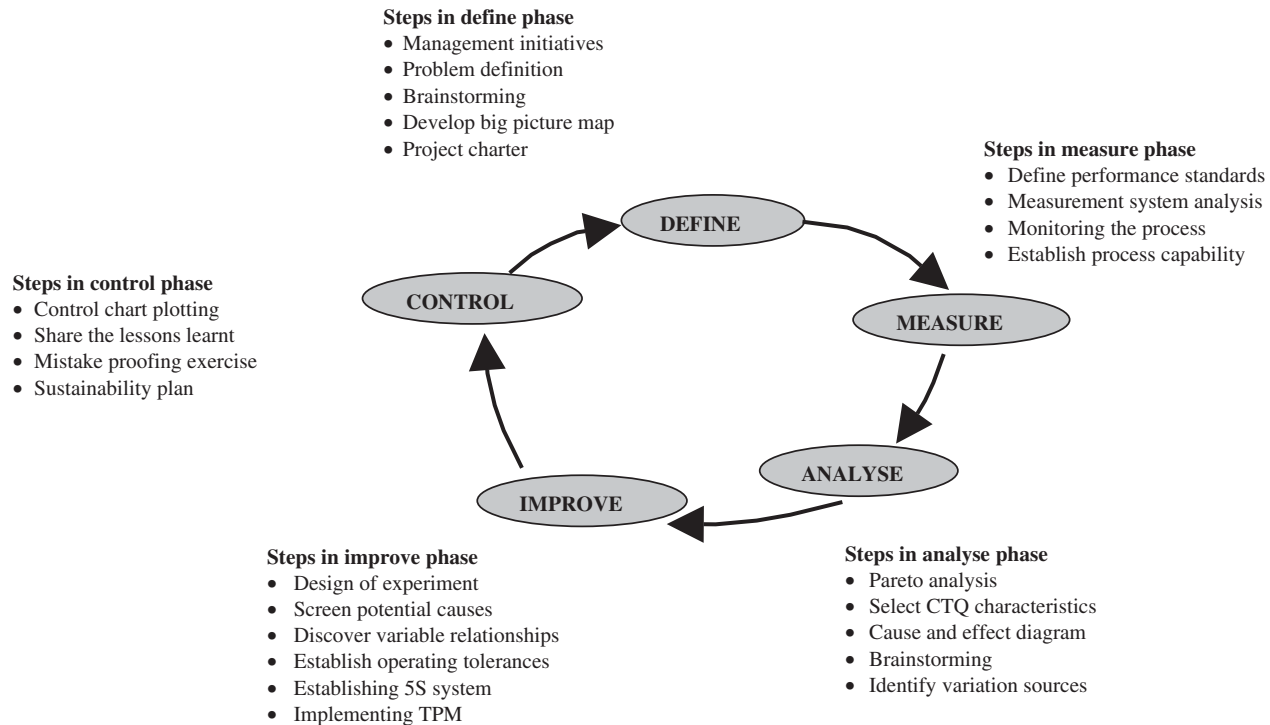 Steps in define phase
• Management initiatives
• Problem definition
• Brainstorming
• Develop big picture map
• Project charter
Steps in measure phase
• Define performance standards
• Measurement system analysis
• Monitoring the process
• Establish process capability
DEFINE
Steps in control phase
• Control chart plotting
• Share the lessons learnt
• Mistake proofing exercise
• Sustainability plan
CONTROL
MEASURE
ANALYSE
IMPROVE
Steps in improve phase
• Design of experiment
• Screen potential causes
• Discover variable relationships
• Establish operating tolerances
• Establishing 5S system
• Implementing TPM
Steps in analyse phase
• Pareto analysis
• Select CTQ characteristics
• Cause and effect diagram
• Brainstorming
• Identify variation sources